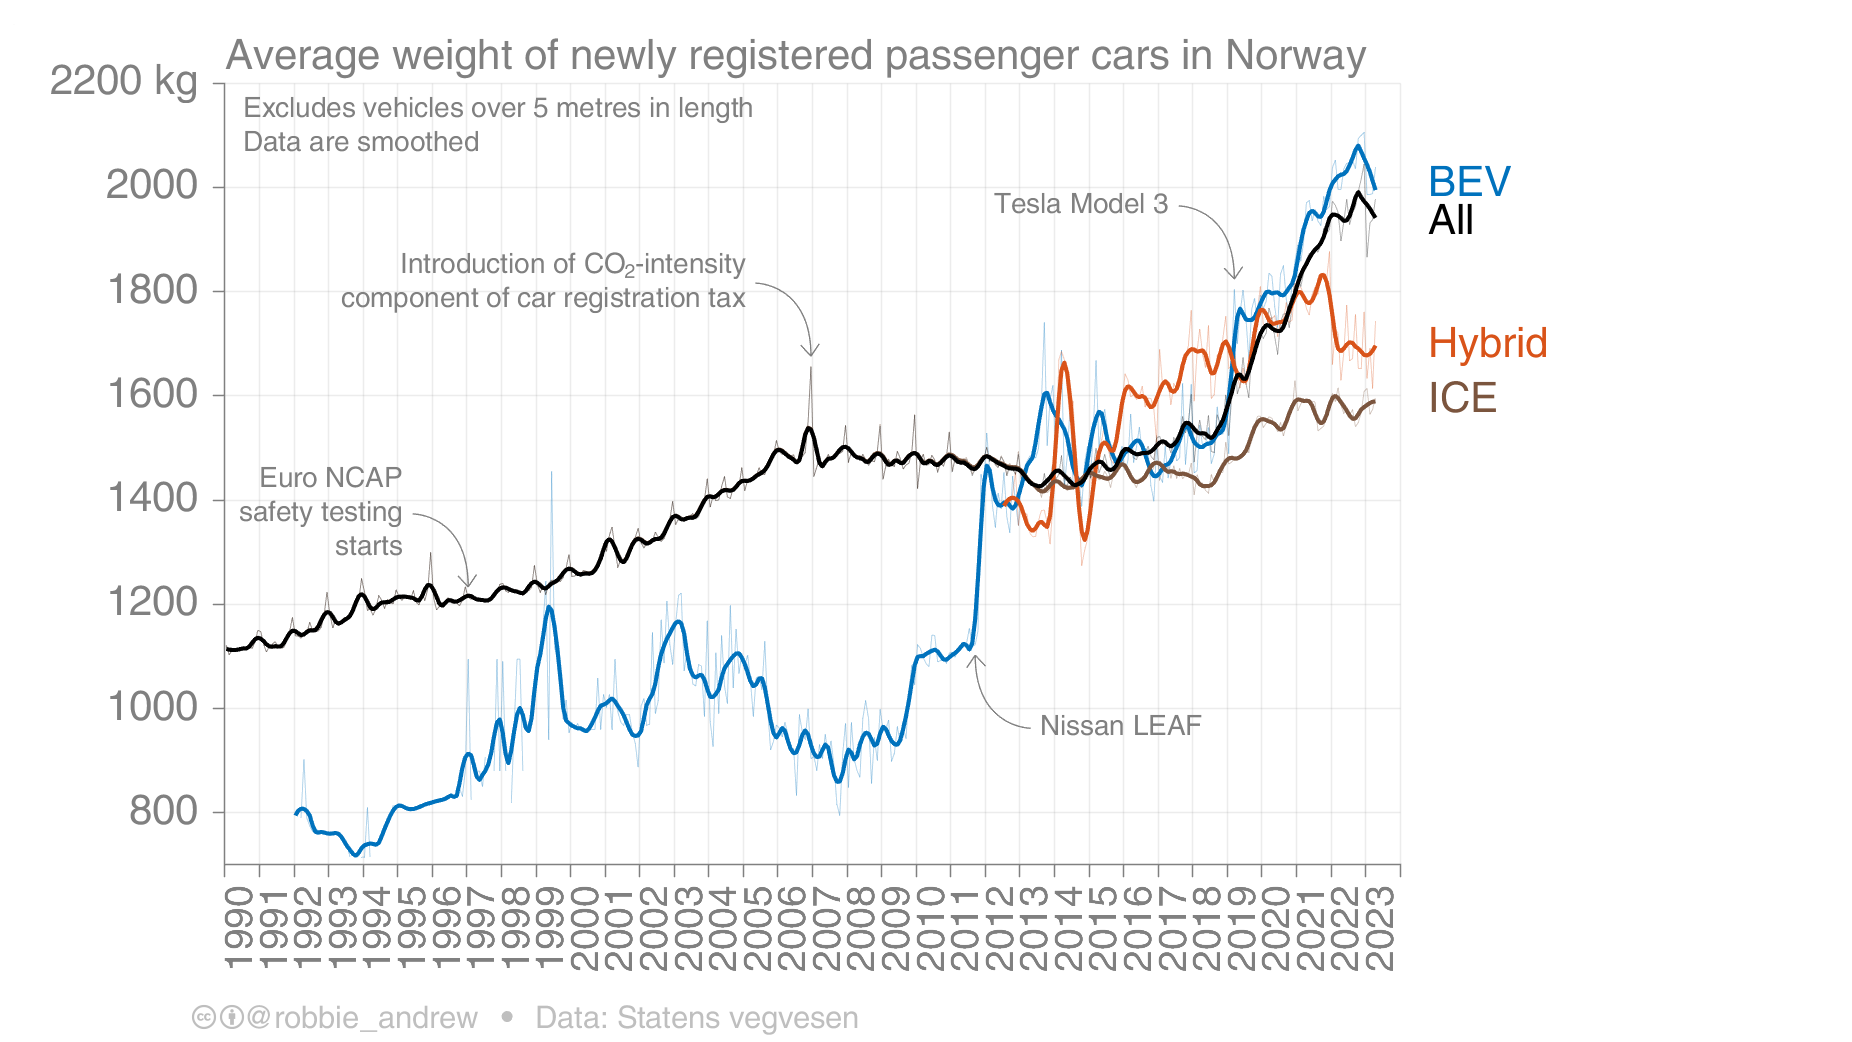 Average weight of newly registered passenger cars in Norway
2200 kg
Excludes vehicles over 5 metres in length
Data are smoothed
2000
1800
1600
1400
1200
1000
800
BEV
All
Hybrid
ICE
Tesla Model 3
Introduction of CO₂-intensity
component of car registration tax
Euro NCAP
safety testing
starts
Nissan LEAF
1990
1991
1992
1993
1994
1995
1996
1997
1998
1999
2000
2001
2002
2003
2004
2005
2006
2007
2008
2009
2010
2011
2012
2013
2014
2015
2016
2017
2018
2019
2020
2021
2022
2023
cc @robbie_andrew • Data: Statens vegvesen